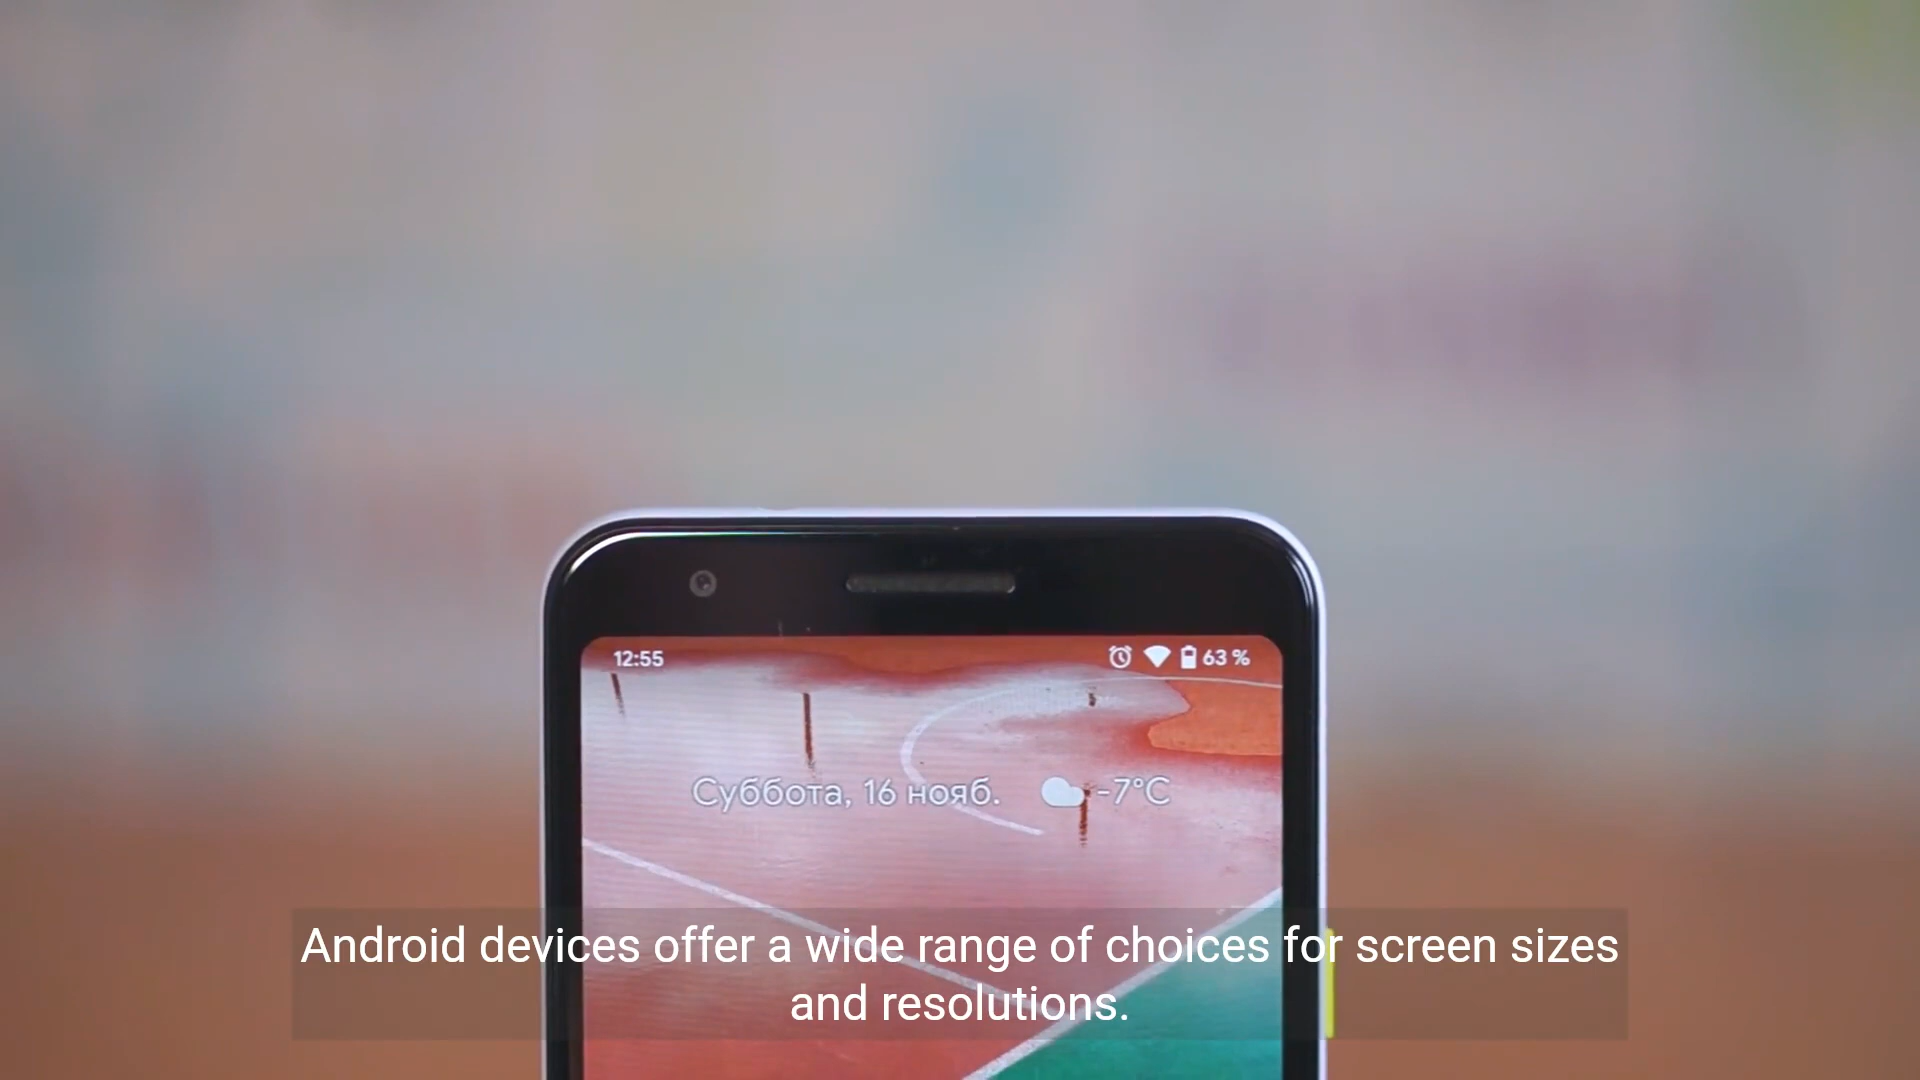 12:55 63 %
Суббота, 16 нояб. -7°C
Android devices offer a wide range of choices for screen sizes
and resolutions.